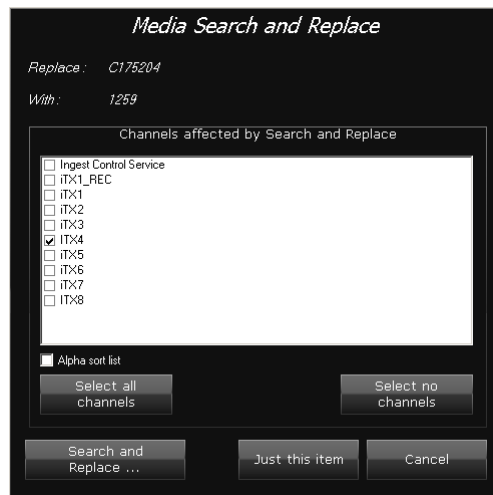 Media Search and Replace
Replace: C175204
With: 1259
Channels affected by Search and Replace
Ingest Control Service
iTX1_REC
iTX1
iTX2
iTX3
ITX4
iTX5
iTX6
iTX7
ITX8
Alpha sort list
Select all
channels
Select no
channels
Search and
Replace ...
Just this item
Cancel